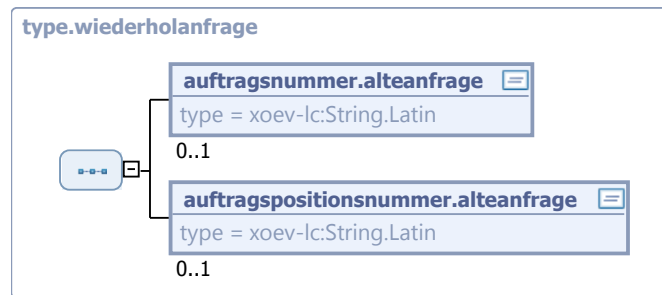 type.wiederholanfrage
auftragsnummer.alteanfrage
type = xoev-lc:String.Latin
0..1
auftragspositionsnummer.alteanfrage
type = xoev-lc:String.Latin
0..1